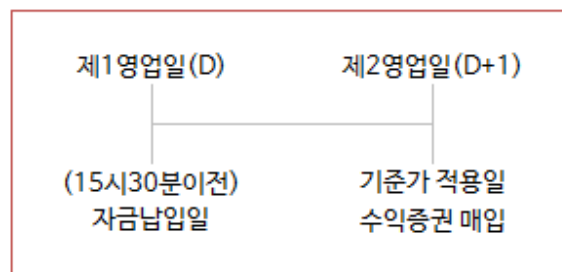 제1영업일(D)
제2영업일(D+1)
(15시30분이전)
자금납입일
기준가 적용일
수익증권 매입